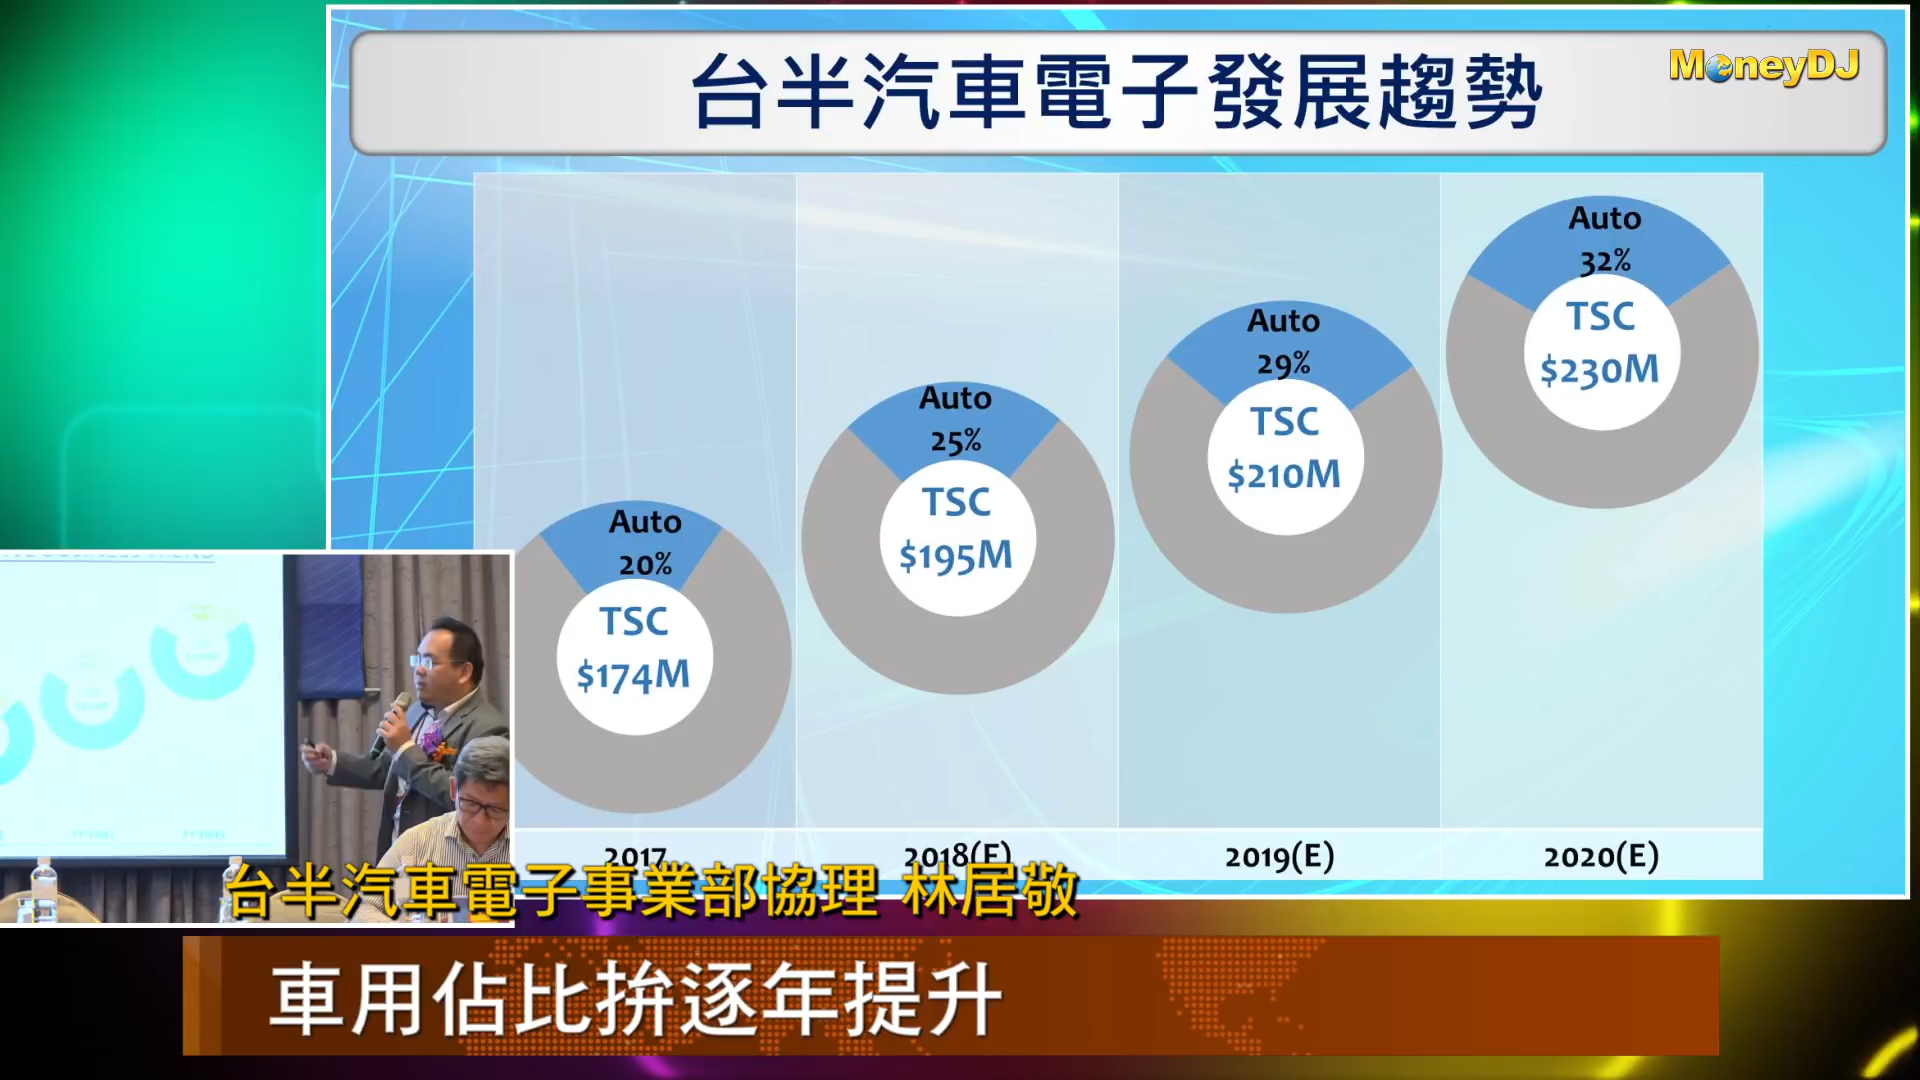 台半汽車電子發展趨勢
MoneyDJ
Auto
20%
TSC
$174M
Auto
25%
TSC
$195M
Auto
29%
TSC
$210M
Auto
32%
TSC
$230M
2017
2018(E)
2019(E)
2020(E)
台半汽車電子事業部協理 林居敬
車用佔比拚逐年提升